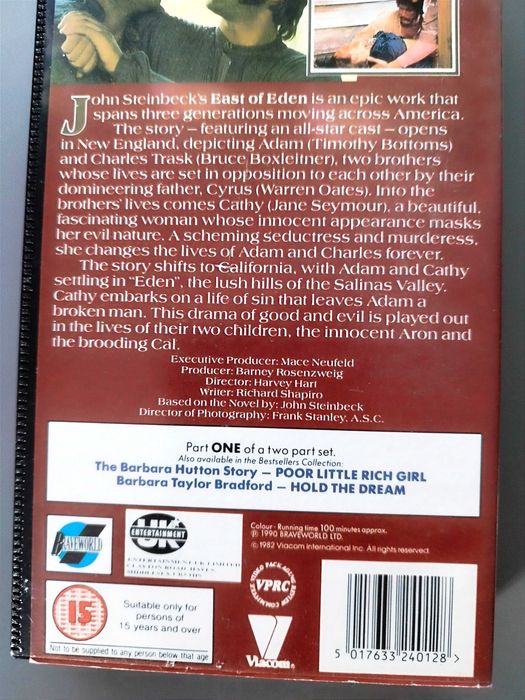 John Steinbeck's East of Eden is an epic work that
spans three generations moving across America.
The story – featuring an all-star cast – opens
in New England, depicting Adam (Timothy Bottoms)
and Charles Trask (Bruce Boxleitner), two brothers
whose lives are set in opposition to each other by their
domineering father, Cyrus (Warren Oates). Into the
brothers' lives comes Cathy (Jane Seymour), a beautiful,
fascinating woman whose innocent appearance masks
her evil nature. A scheming seductress and murderess,
she changes the lives of Adam and Charles forever.
The story shifts to California, with Adam and Cathy
settling in "Eden", the lush hills of the Salinas Valley.
Cathy embarks on a life of sin that leaves Adam a
broken man. This drama of good and evil is played out
in the lives of their two children, the innocent Aron and
the brooding Cal.
Executive Producer: Mace Neufeld
Producer: Barney Rosenzweig
Director: Harvey Hart
Writer: Richard Shapiro
Based on the Novel by: John Steinbeck
Director of Photography: Frank Stanley, A.S.C.
Part ONE of a two part set.
Also available in the Bestsellers Collection:
The Barbara Hutton Story – POOR LITTLE RICH GIRL
Barbara Taylor Bradford – HOLD THE DREAM
BRAVEWORLD
UK
ENTERTAINMENT
ENTERTAINMENT UK LIMITED
CLAYTON ROAD, HAYES,
MIDDLESEX
Colour · Running time 100 minutes approx.
℗ 1990 BRAVEWORLD LTD.
© 1982 Viacom International Inc. All rights reserved.
VPRC
15
Suitable only for
persons of
15 years and over
Not to be supplied to any person below that age
Viacom
5 017633 240128 >